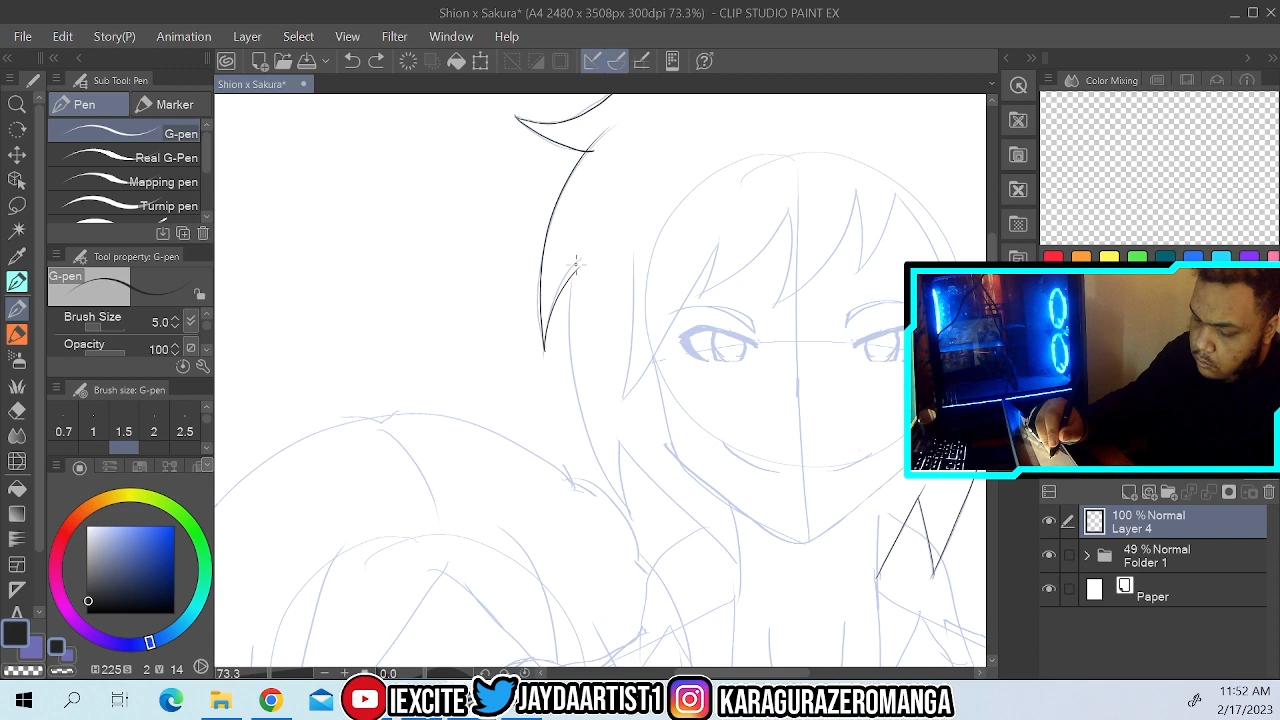 Shion x Sakura* (A4 2480 x 3508px 300dpi 73.3%) - CLIP STUDIO PAINT EX
File Edit Story(P) Animation Layer Select View Filter Window Help
Sub Tool: Pen
Shion x Sakura*
Color Mixing
Pen Marker
G-pen
Real G-Pen
Mapping pen
Turnip pen
Tool property G-pen
G-pen
Brush Size 5.0
Opacity 100
Brush size: G-pen
0.7 1 1.5 2 2.5
100 % Normal
Layer 4
49 % Normal
Folder 1
Paper
H 225 S 2 V 14
73.3 0.0
IEXCITE JAYDAARTIST1 KARAGURAZEROMANGA
11:52 AM
2/17/2023